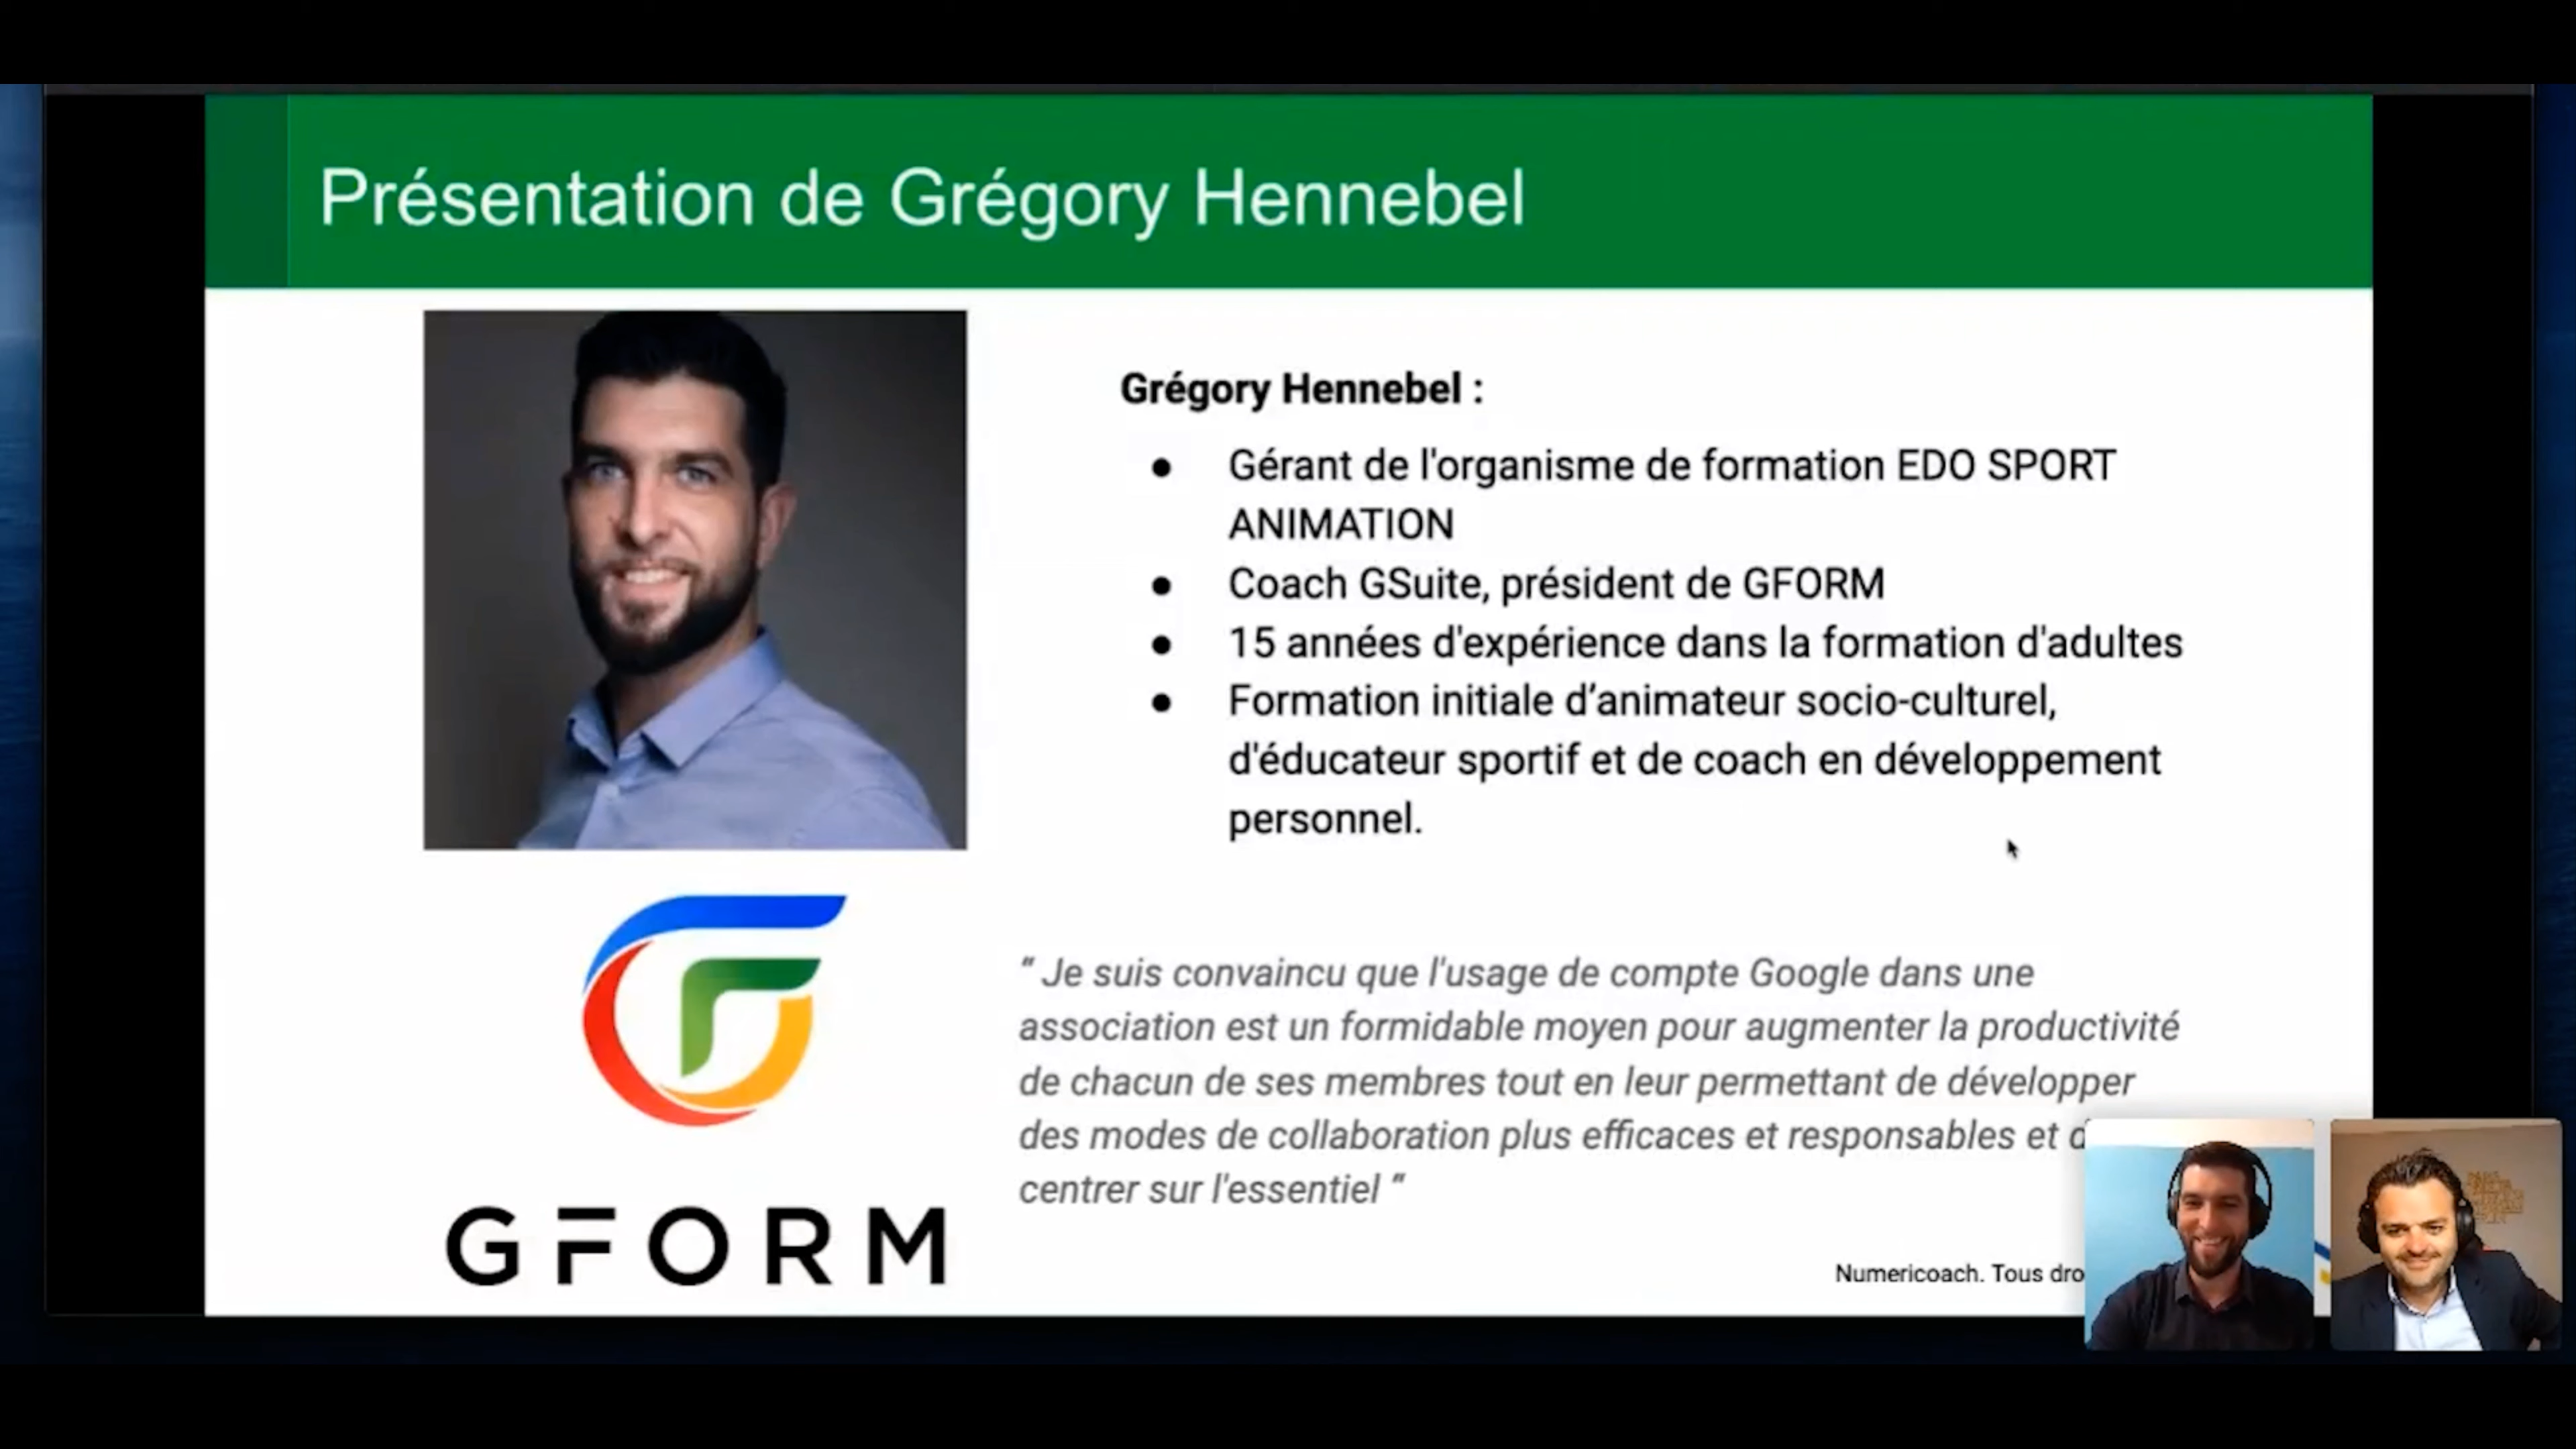 Présentation de Grégory Hennebel
Grégory Hennebel :
● Gérant de l'organisme de formation EDO SPORT
ANIMATION
● Coach GSuite, président de GFORM
● 15 années d'expérience dans la formation d'adultes
● Formation initiale d’animateur socio-culturel,
d'éducateur sportif et de coach en développement
personnel.
“ Je suis convaincu que l'usage de compte Google dans une
association est un formidable moyen pour augmenter la productivité
de chacun de ses membres tout en leur permettant de développer
des modes de collaboration plus efficaces et responsables et
centrer sur l'essentiel “
GFORM
Numericoach. Tous